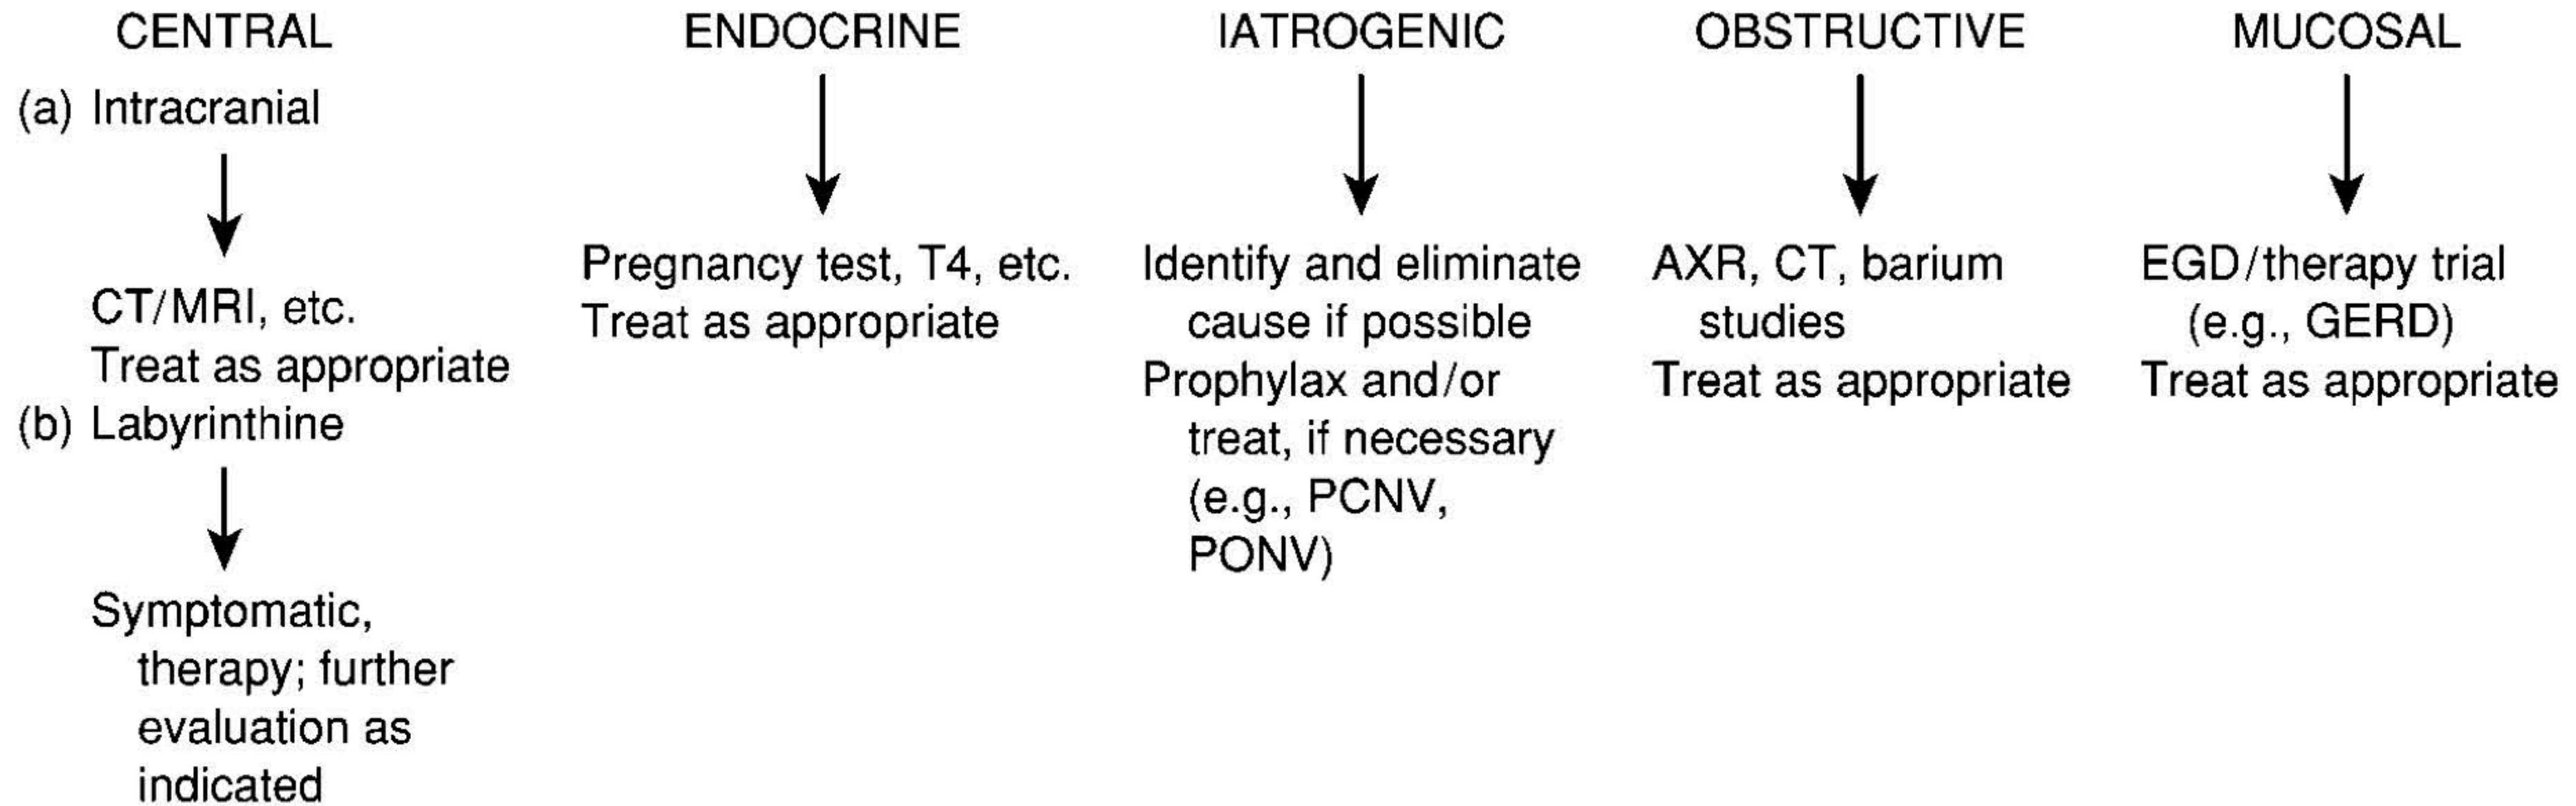 CENTRAL
(a) Intracranial
CT/MRI, etc.
Treat as appropriate
(b) Labyrinthine
Symptomatic,
therapy; further
evaluation as
indicated
ENDOCRINE
Pregnancy test, T4, etc.
Treat as appropriate
IATROGENIC
Identify and eliminate
cause if possible
Prophylax and/or
treat, if necessary
(e.g., PCNV,
PONV)
OBSTRUCTIVE
AXR, CT, barium
studies
Treat as appropriate
MUCOSAL
EGD/therapy trial
(e.g., GERD)
Treat as appropriate